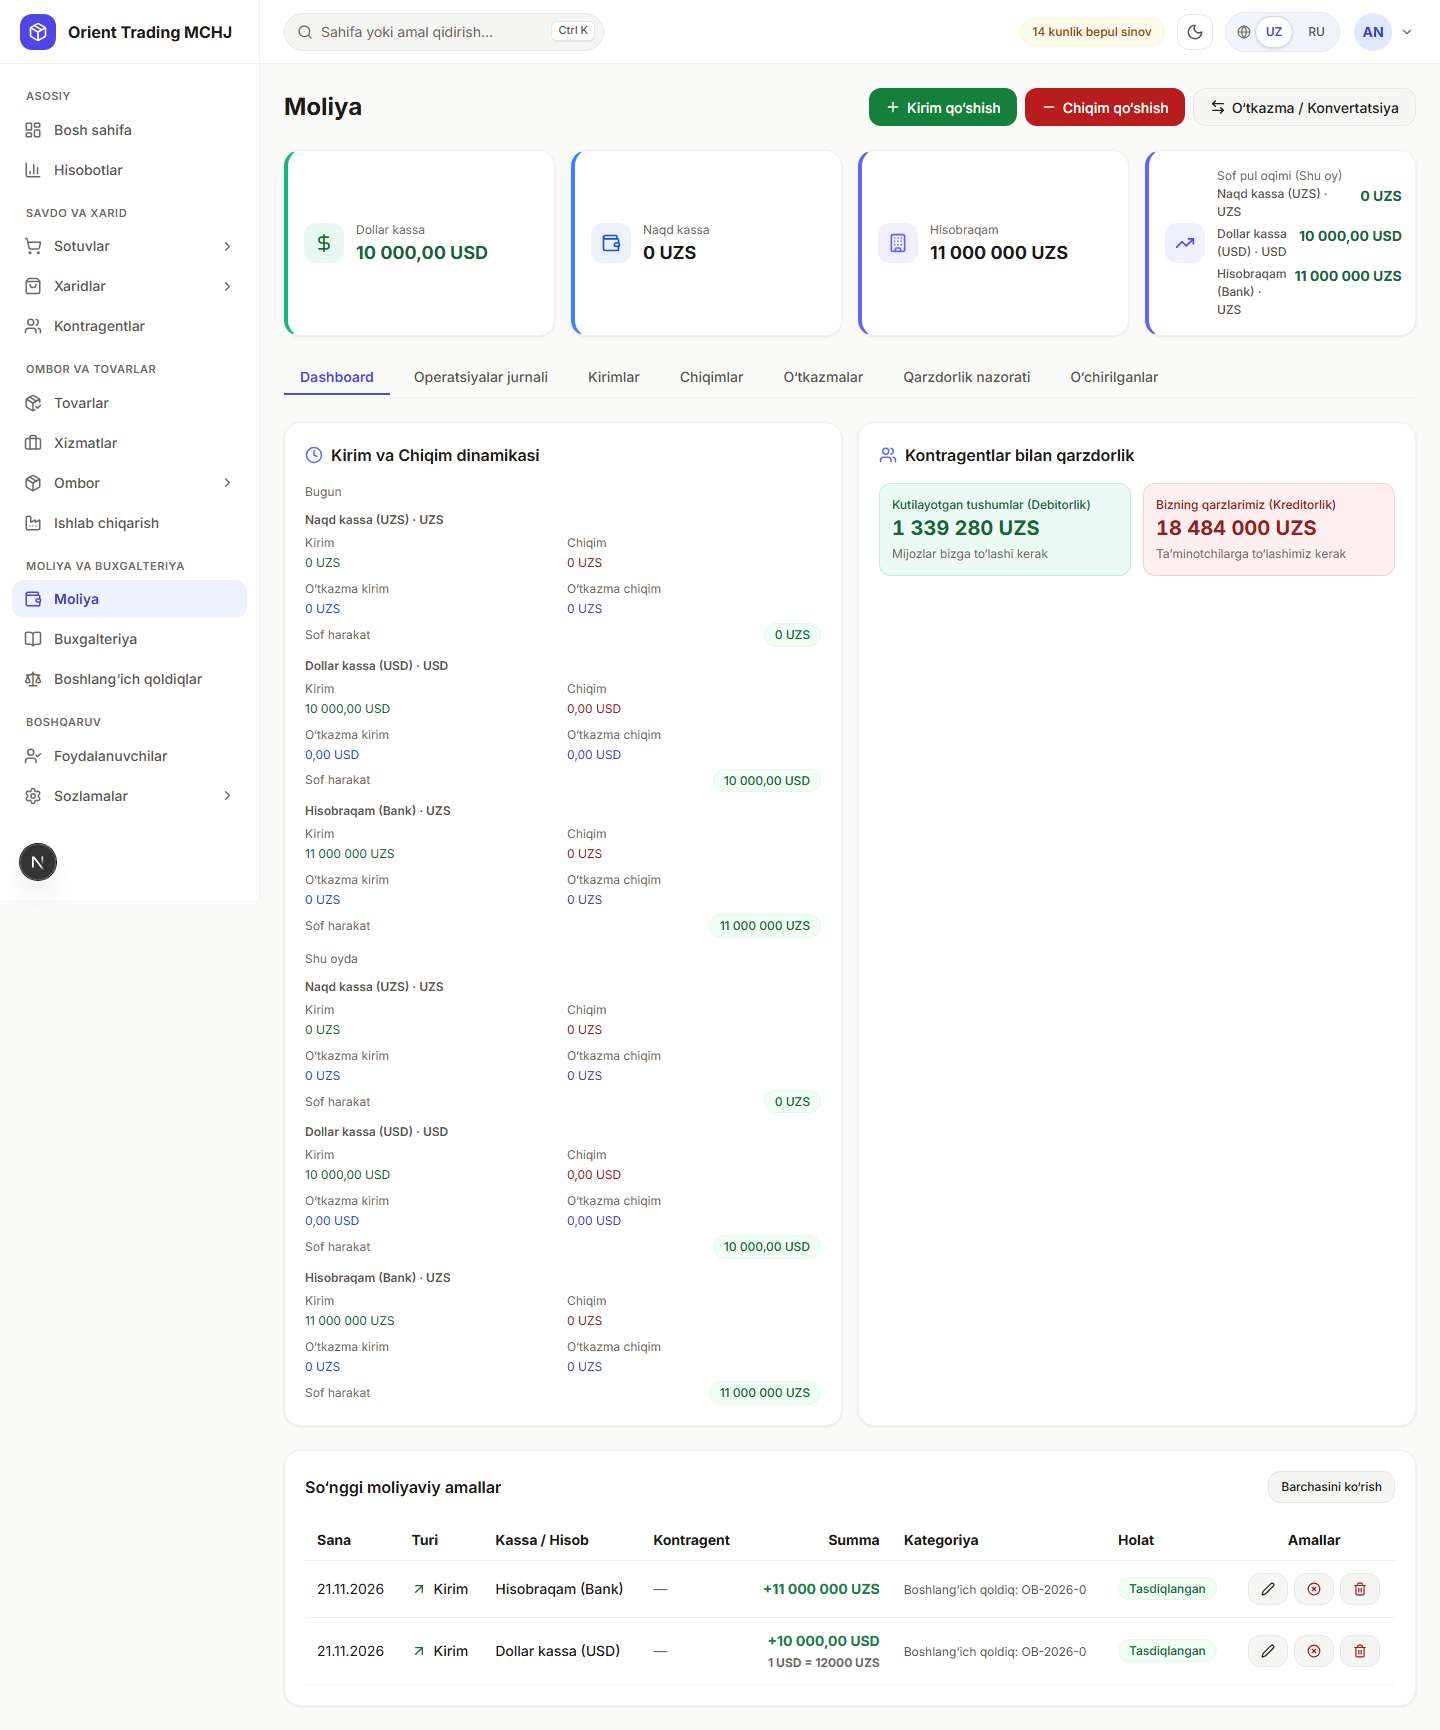 Orient Trading MCHJ
Sahifa yoki amal qidirish...
Ctrl K
14 kunlik bepul sinov
UZ
RU
AN
ASOSIY
Bosh sahifa
Hisobotlar
SAVDO VA XARID
Sotuvlar
Xaridlar
Kontragentlar
OMBOR VA TOVARLAR
Tovarlar
Xizmatlar
Ombor
Ishlab chiqarish
MOLIYA VA BUXGALTERIYA
Moliya
Buxgalteriya
Boshlang‘ich qoldiqlar
BOSHQARUV
Foydalanuvchilar
Sozlamalar
N
Moliya
Kirim qo‘shish
Chiqim qo‘shish
O‘tkazma / Konvertatsiya
Dollar kassa
10 000,00 USD
Naqd kassa
0 UZS
Hisobraqam
11 000 000 UZS
Sof pul oqimi (Shu oy)
Naqd kassa (UZS) ·
UZS
0 UZS
Dollar kassa
(USD) · USD
10 000,00 USD
Hisobraqam
(Bank) ·
UZS
11 000 000 UZS
Dashboard
Operatsiyalar jurnali
Kirimlar
Chiqimlar
O‘tkazmalar
Qarzdorlik nazorati
O‘chirilganlar
Kirim va Chiqim dinamikasi
Bugun
Naqd kassa (UZS) · UZS
Kirim Chiqim
0 UZS 0 UZS
O‘tkazma kirim O‘tkazma chiqim
0 UZS 0 UZS
Sof harakat 0 UZS
Dollar kassa (USD) · USD
Kirim Chiqim
10 000,00 USD 0,00 USD
O‘tkazma kirim O‘tkazma chiqim
0,00 USD 0,00 USD
Sof harakat 10 000,00 USD
Hisobraqam (Bank) · UZS
Kirim Chiqim
11 000 000 UZS 0 UZS
O‘tkazma kirim O‘tkazma chiqim
0 UZS 0 UZS
Sof harakat 11 000 000 UZS
Shu oyda
Naqd kassa (UZS) · UZS
Kirim Chiqim
0 UZS 0 UZS
O‘tkazma kirim O‘tkazma chiqim
0 UZS 0 UZS
Sof harakat 0 UZS
Dollar kassa (USD) · USD
Kirim Chiqim
10 000,00 USD 0,00 USD
O‘tkazma kirim O‘tkazma chiqim
0,00 USD 0,00 USD
Sof harakat 10 000,00 USD
Hisobraqam (Bank) · UZS
Kirim Chiqim
11 000 000 UZS 0 UZS
O‘tkazma kirim O‘tkazma chiqim
0 UZS 0 UZS
Sof harakat 11 000 000 UZS
Kontragentlar bilan qarzdorlik
Kutilayotgan tushumlar (Debitorlik)
1 339 280 UZS
Mijozlar bizga to‘lashi kerak
Bizning qarzlarimiz (Kreditorlik)
18 484 000 UZS
Ta’minotchilarga to‘lashimiz kerak
So‘nggi moliyaviy amallar
Barchasini ko‘rish
Sana Turi Kassa / Hisob Kontragent Summa Kategoriya Holat Amallar
21.11.2026 Kirim Hisobraqam (Bank) — +11 000 000 UZS Boshlang‘ich qoldiq: OB-2026-0 Tasdiqlangan
21.11.2026 Kirim Dollar kassa (USD) — +10 000,00 USD Boshlang‘ich qoldiq: OB-2026-0 Tasdiqlangan
1 USD = 12000 UZS